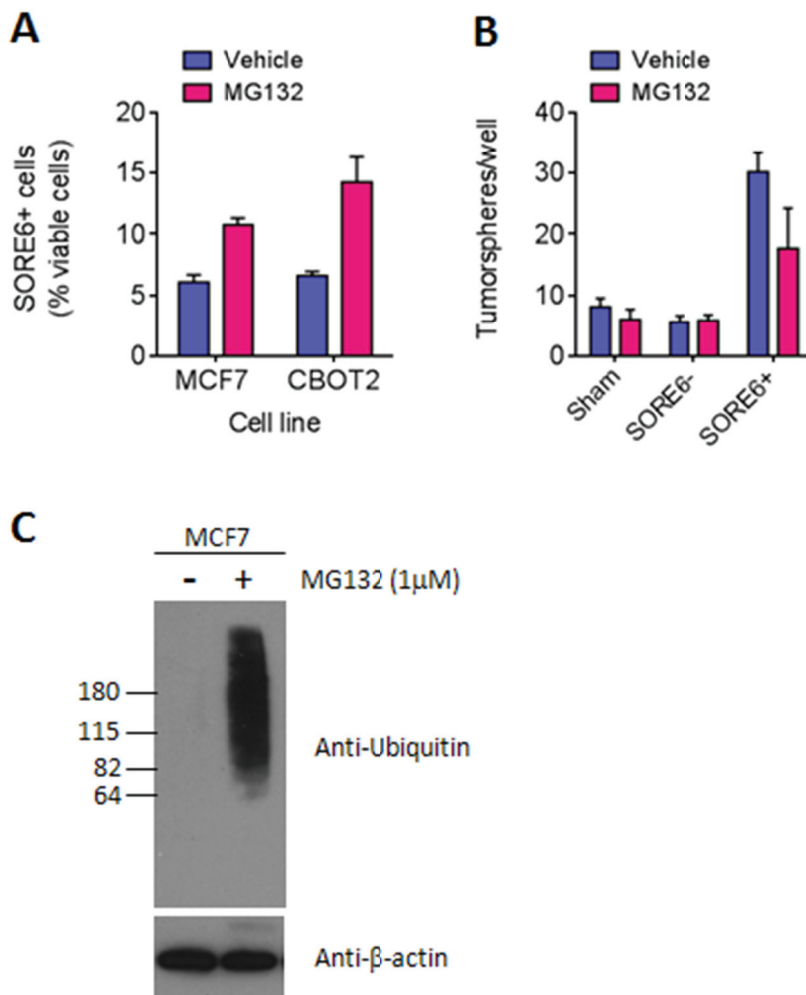 A
Vehicle
MG132
SORE6+ cells
(% viable cells)
20
15
10
5
0
MCF7 CBOT2
Cell line
B
Vehicle
MG132
Tumorspheres/well
40
30
20
10
0
Sham
SORE6-
SORE6+
C
MCF7
- + MG132 (1μM)
180
115
82
64
Anti-Ubiquitin
Anti-β-actin